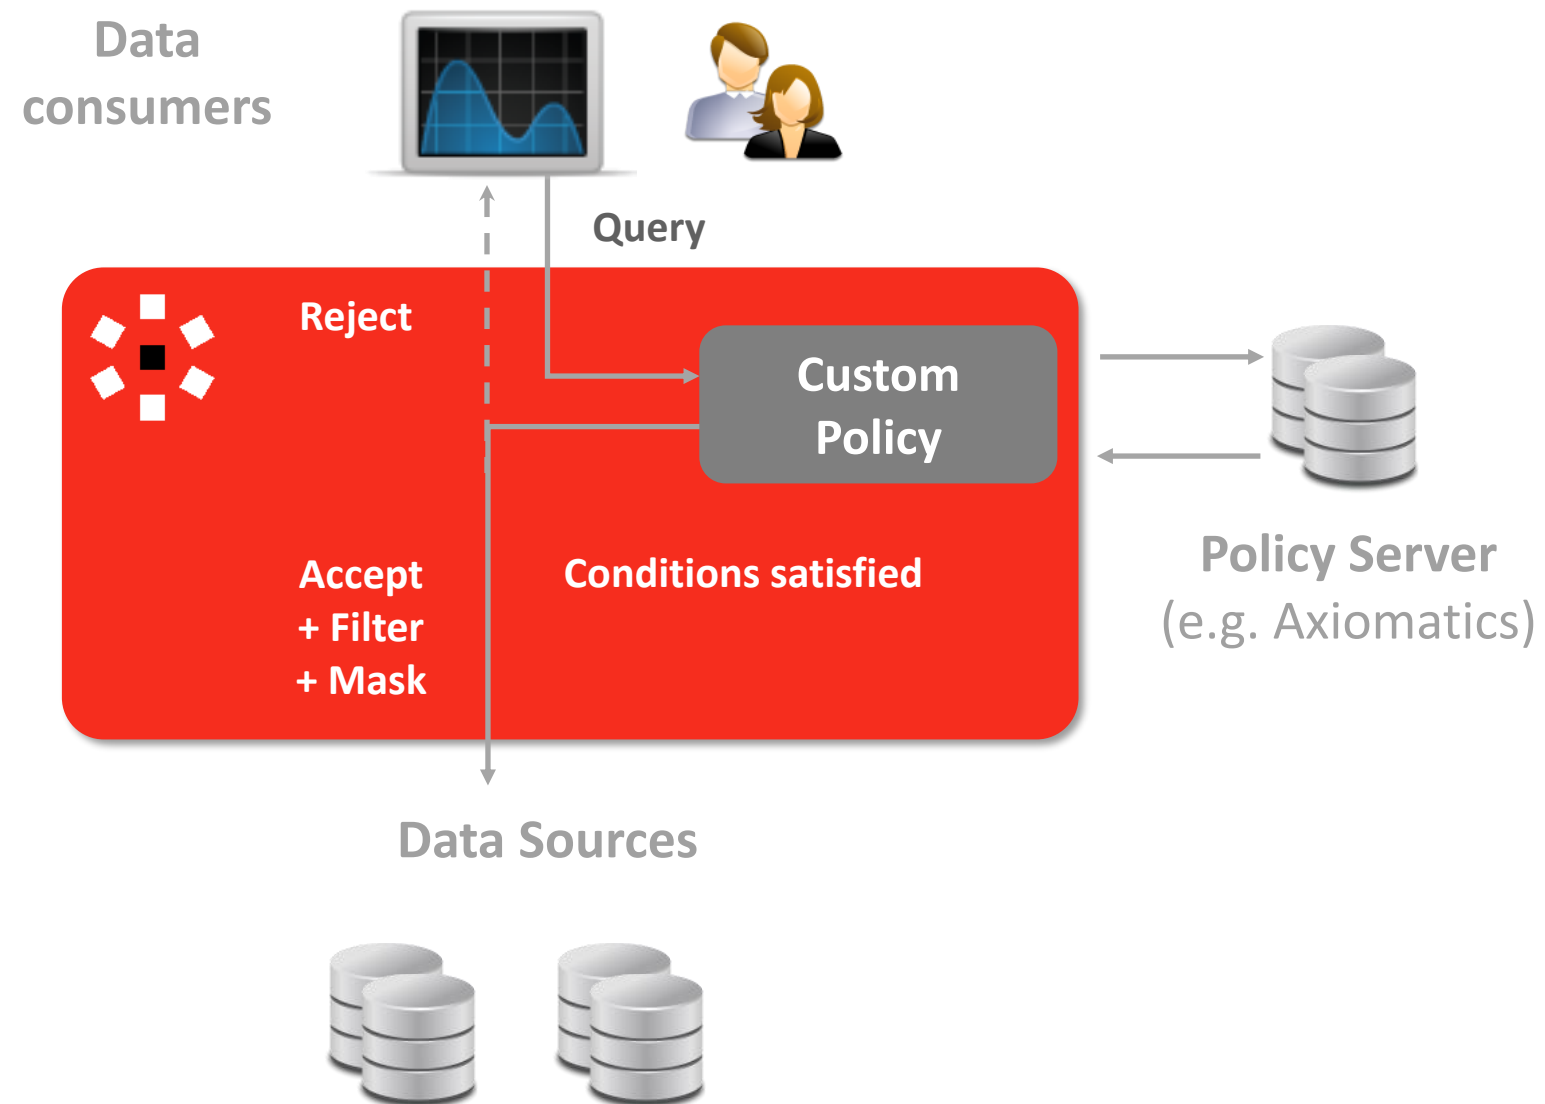 Data
consumers
Query
Reject
Custom
Policy
Accept
+ Filter
+ Mask
Conditions satisfied
Policy Server
(e.g. Axiomatics)
Data Sources